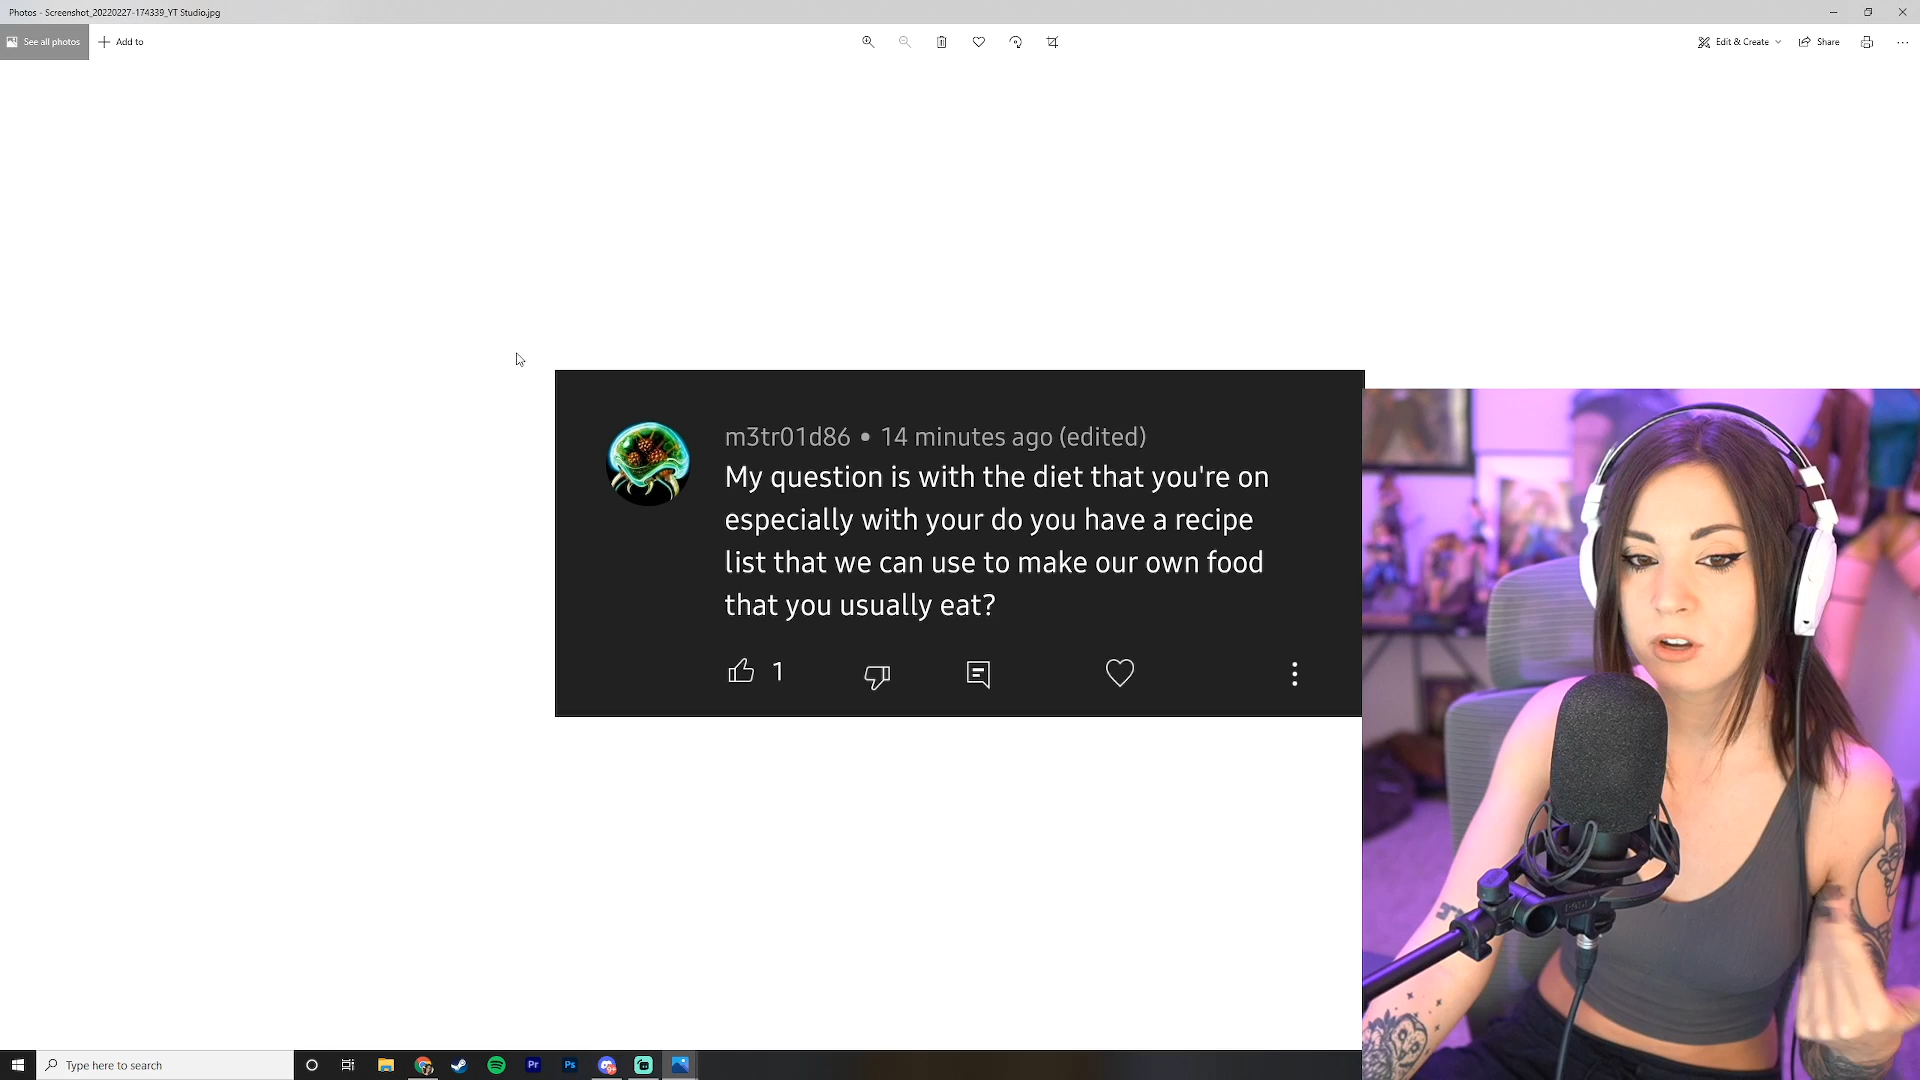 Photos - Screenshot_20220227-174339_YT Studio.jpg
See all photos
Add to
Edit & Create
Share
m3tr01d86 • 14 minutes ago (edited)
My question is with the diet that you're on
especially with your do you have a recipe
list that we can use to make our own food
that you usually eat?
1
Type here to search
Pr
Ps